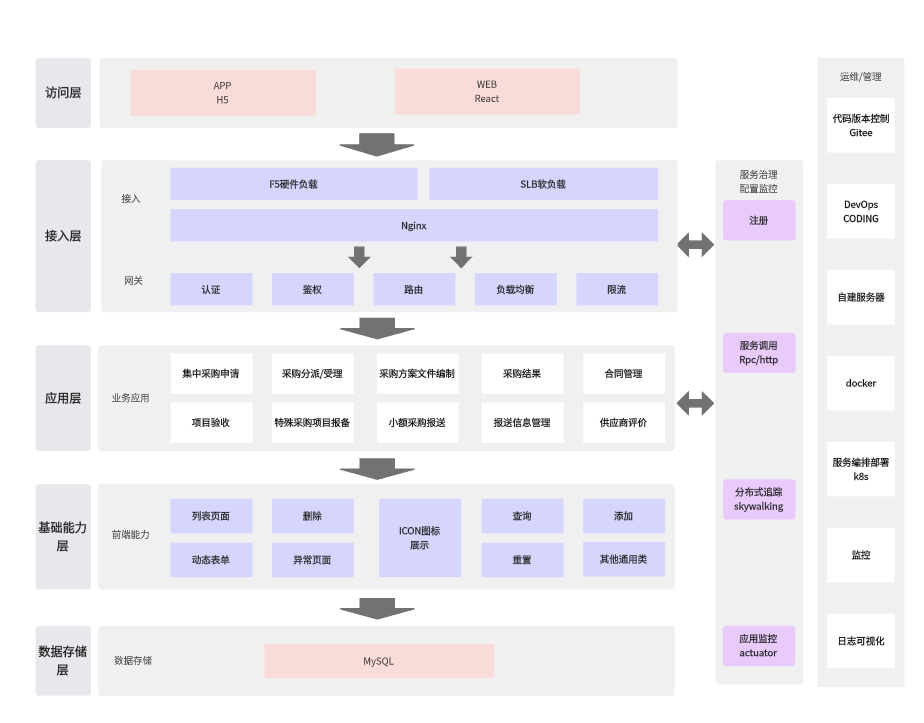 访问层
APP
H5
WEB
React
接入层
接入
F5硬件负载
SLB软负载
Nginx
网关
认证
鉴权
路由
负载均衡
限流
应用层
业务应用
集中采购申请
采购分派/受理
采购方案文件编制
采购结果
合同管理
项目验收
特殊采购项目报备
小额采购报送
报送信息管理
供应商评价
基础能力
层
前端能力
列表页面
删除
ICON图标
展示
查询
添加
动态表单
异常页面
重置
其他通用类
数据存储
层
数据存储
MySQL
服务治理
配置监控
注册
服务调用
Rpc/http
分布式追踪
skywalking
应用监控
actuator
运维/管理
代码版本控制
Gitee
DevOps
CODING
自建服务器
docker
服务编排部署
k8s
监控
日志可视化